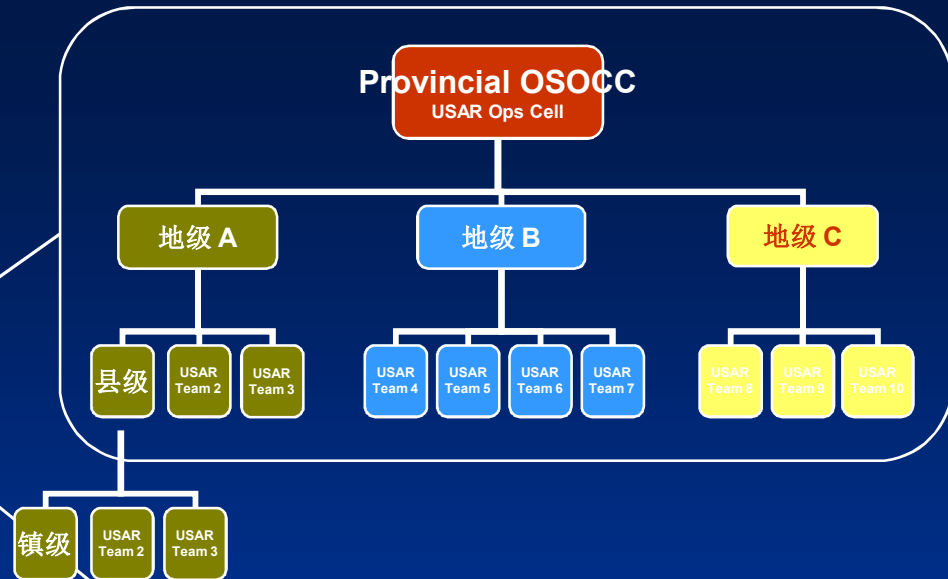 Provincial OSOCC
USAR Ops Cell
地级 A
地级 B
地级 C
县级
USAR
Team 2
USAR
Team 3
USAR
Team 4
USAR
Team 5
USAR
Team 6
USAR
Team 7
USAR
Team 8
USAR
Team 9
USAR
Team 10
镇级
USAR
Team 2
USAR
Team 3